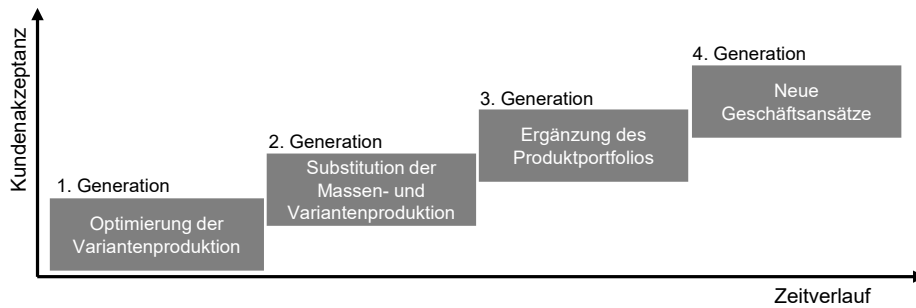 Kundenakzeptanz
1. Generation
Optimierung der
Variantenproduktion
2. Generation
Substitution der
Massen- und
Variantenproduktion
3. Generation
Ergänzung des
Produktportfolios
4. Generation
Neue
Geschäftsansätze
Zeitverlauf